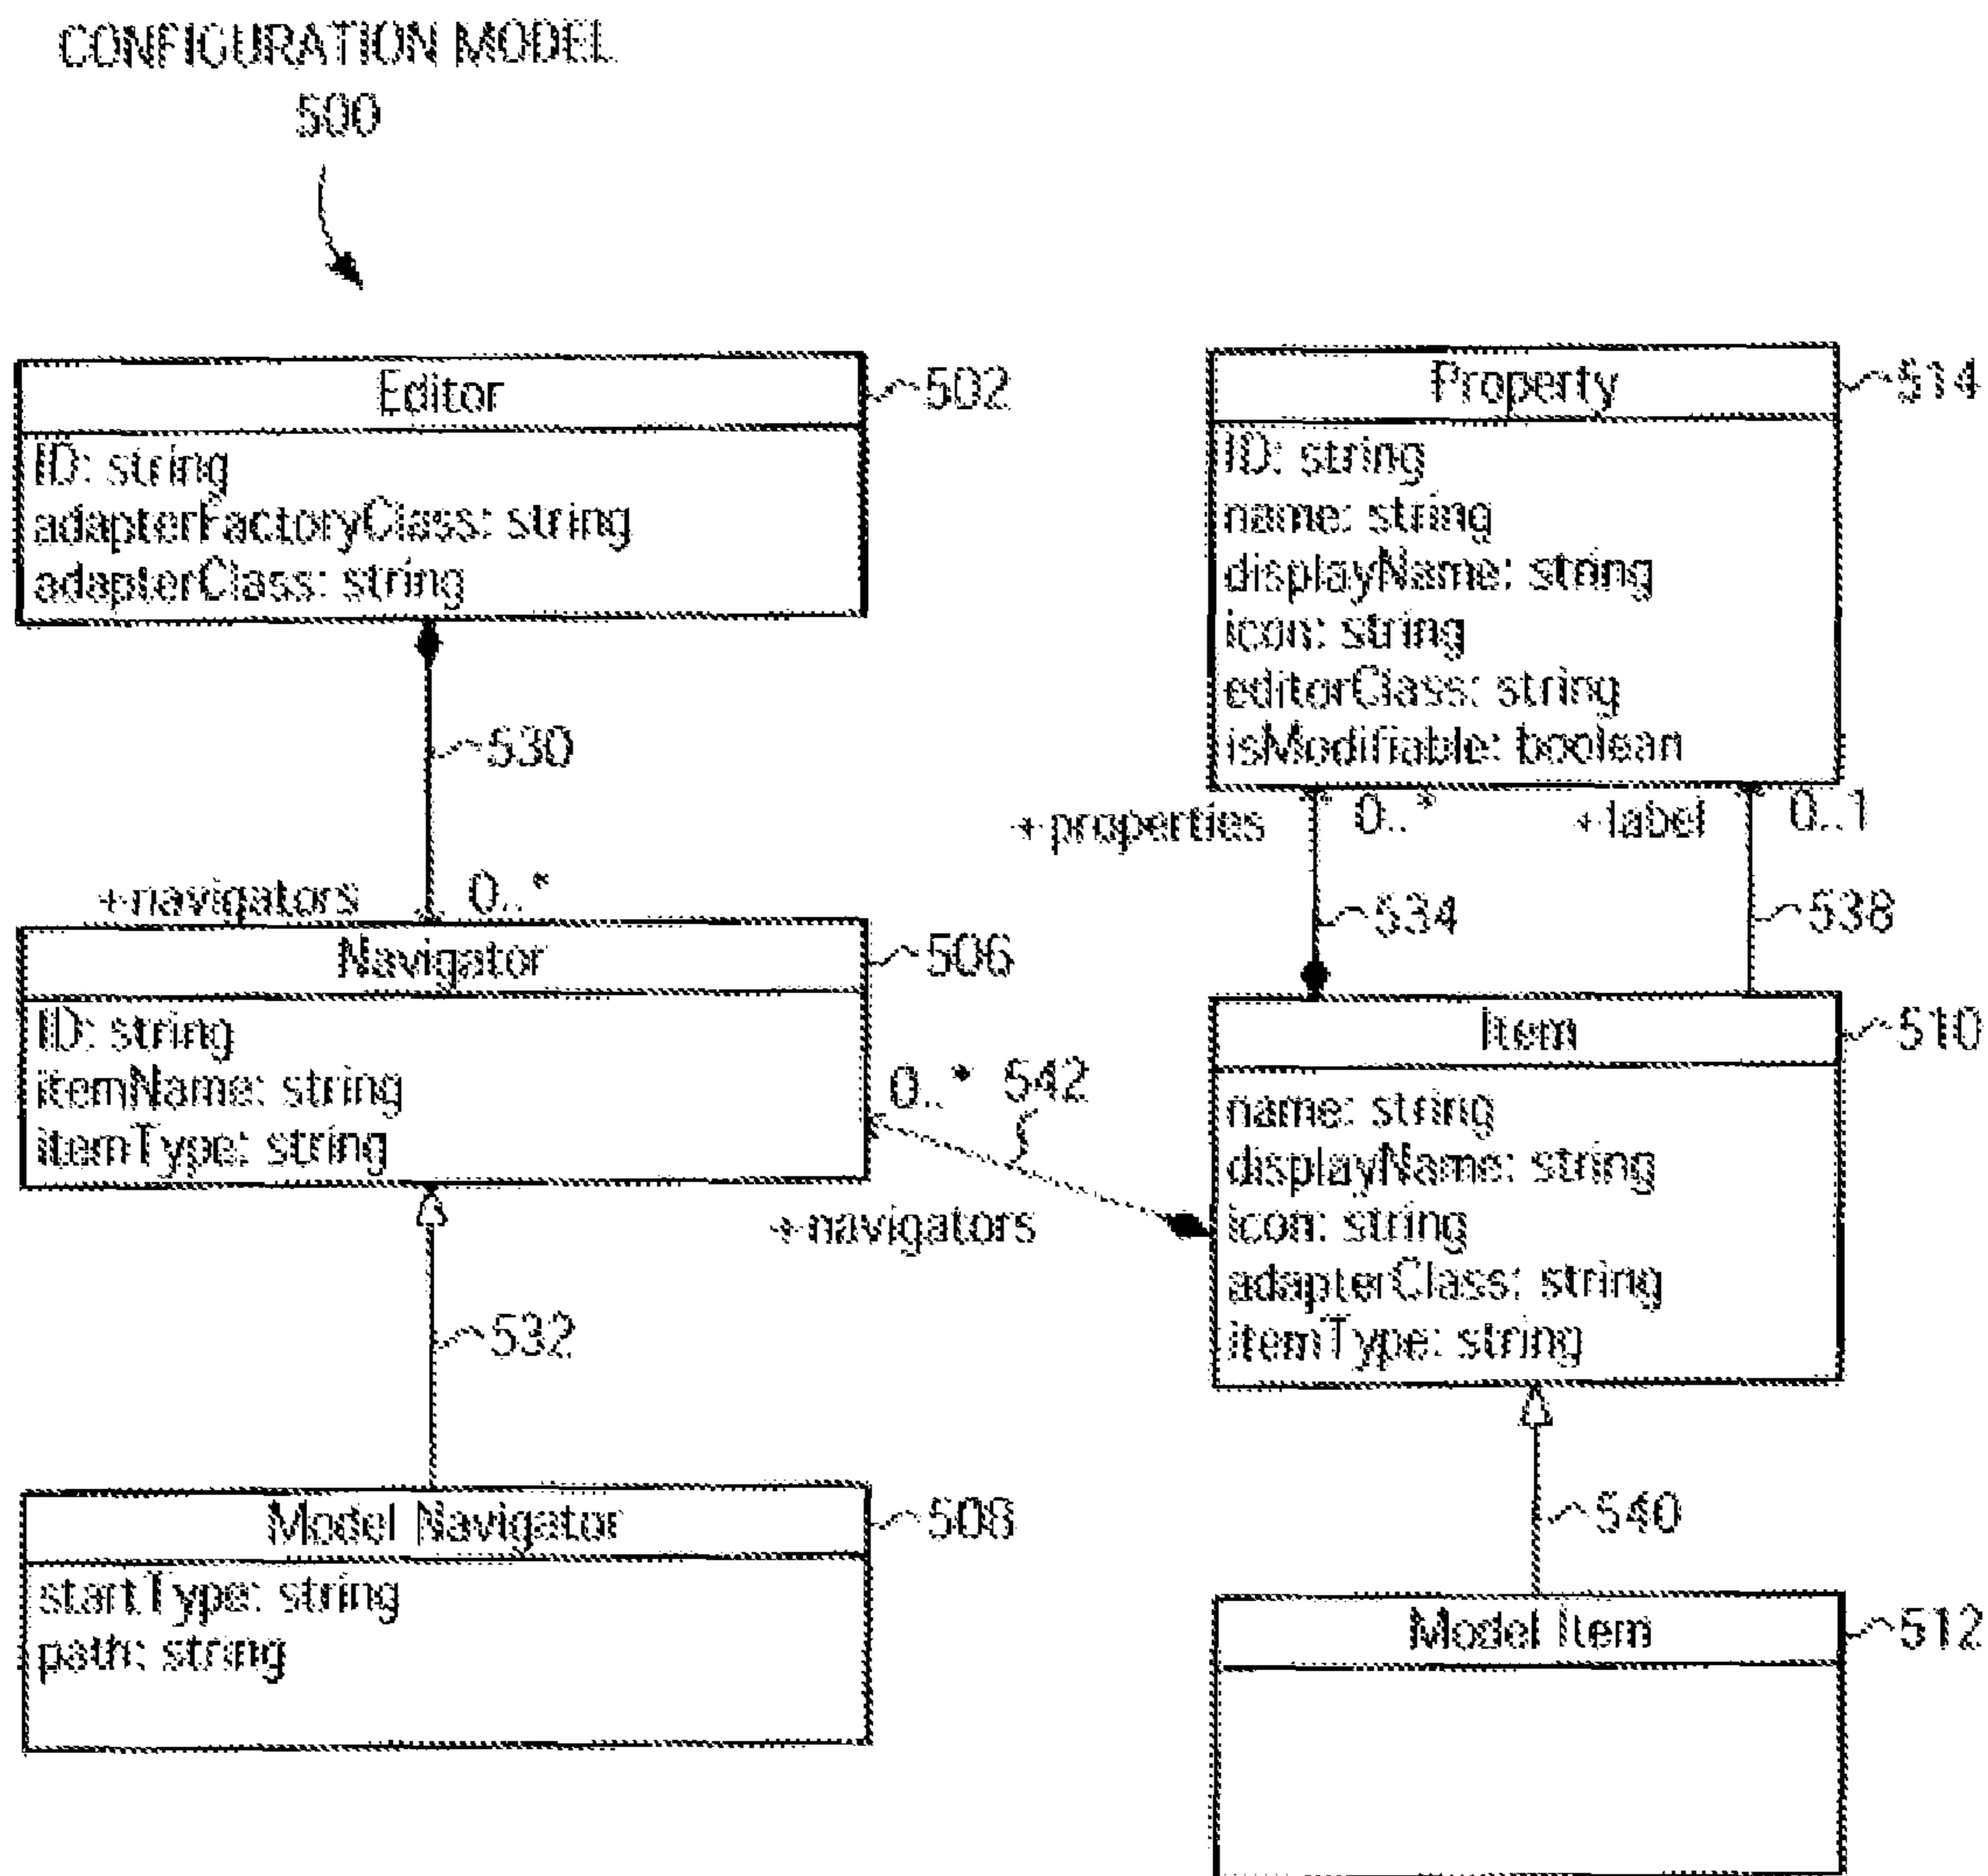 CONFIGURATION MODEL
500
Editor
502
ID: string
adapterFactoryClass: string
adapterClass: string
530
+navigators
0..*
Navigator
506
ID: string
itemName: string
itemType: string
532
Model Navigator
508
startType: string
path: string
Property
514
ID: string
name: string
displayName: string
icon: string
editorClass: string
isModifiable: boolean
+properties
0..*
+label
0..1
534
538
Item
510
name: string
displayName: string
icon: string
adapterClass: string
itemType: string
0..*
542
+navigators
540
Model Item
512